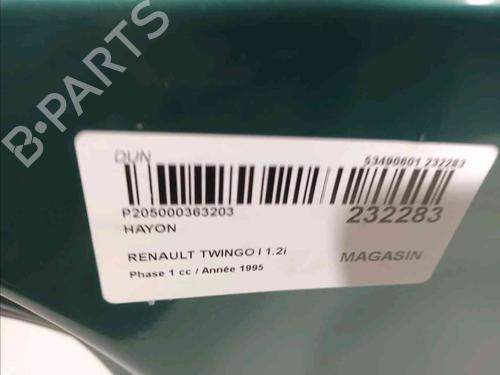 B-PARTS
DUN
53490601 232283
P205000363203
232283
HAYON
RENAULT TWINGO I 1.2i
MAGASIN
Phase 1 cc / Année 1995